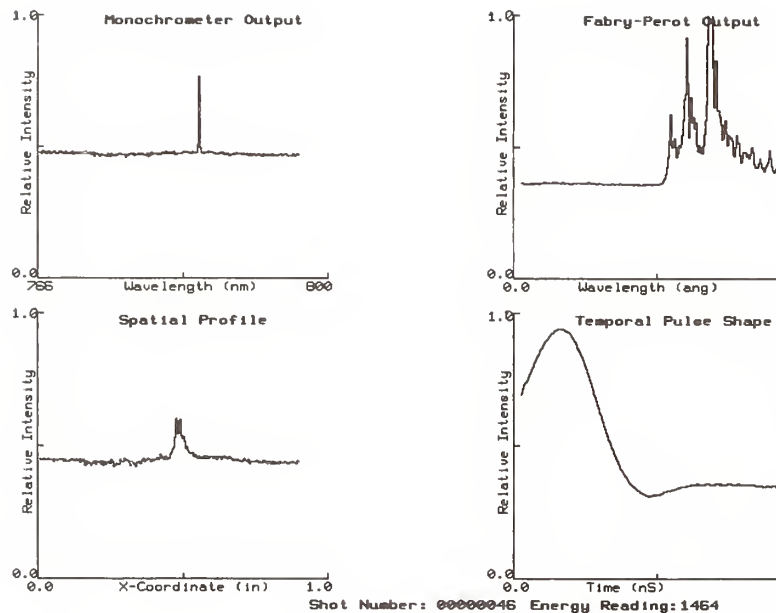 Monochrometer Output
1.0
Relative Intensity
0.0
766
Wavelength (nm)
800
Fabry-Perot Output
1.0
Relative Intensity
0.0
0.0
Wavelength (ang)
Spatial Profile
1.0
Relative Intensity
0.0
0.0
X-Coordinate (in)
1.0
Temporal Pulse Shape
1.0
Relative Intensity
0.0
0.0
Time (nS)
Shot Number: 00000046 Energy Reading:1464